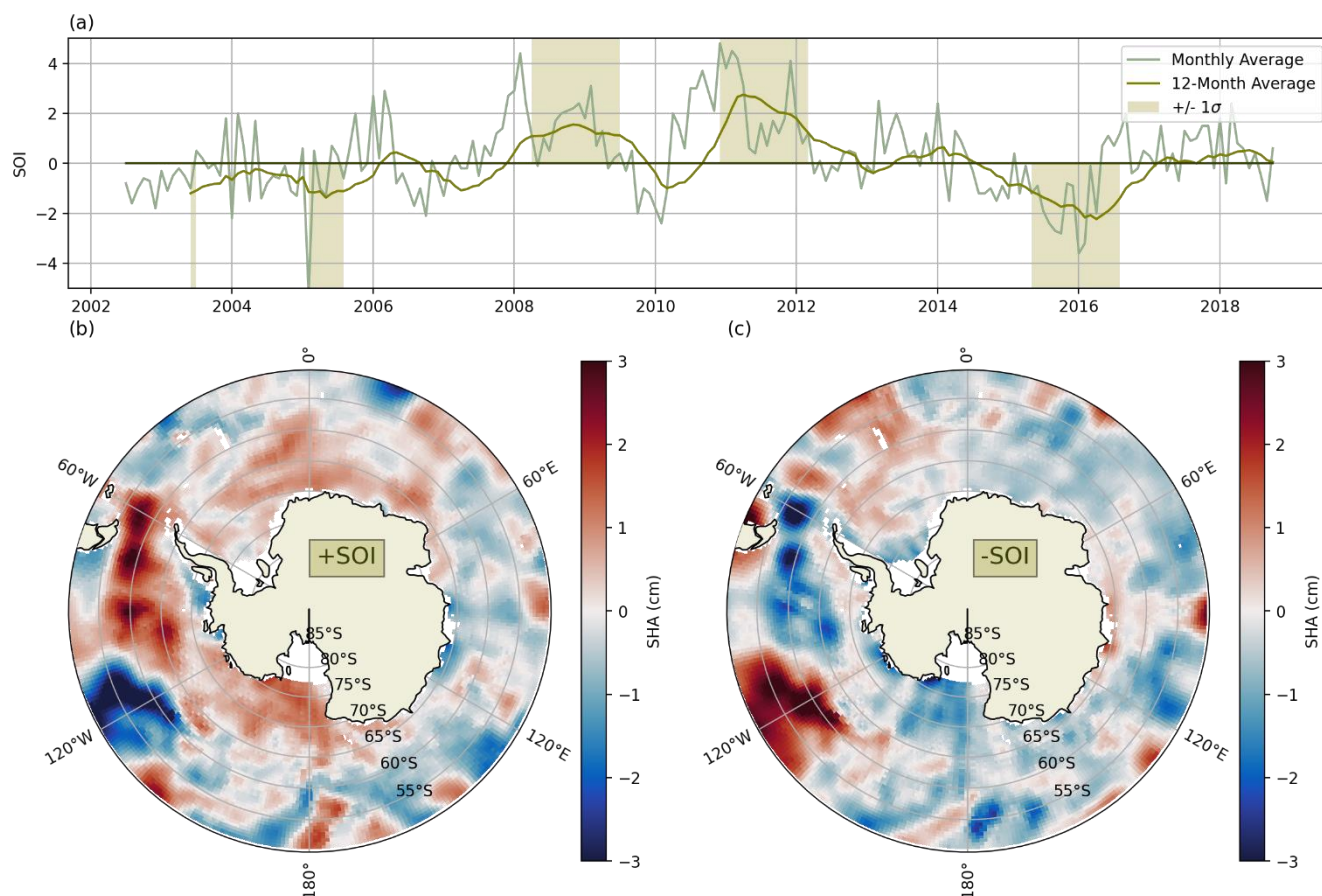 (a)
SOI
4
2
0
−2
−4
2002 2004 2006 2008 2010 2012 2014 2016 2018
Monthly Average
12-Month Average
+/- 1σ
(b)
0°
60°W
60°E
120°W
120°E
180°
+SOI
85°S
80°S
75°S
70°S
65°S
60°S
55°S
3
2
1
0
−1
−2
−3
SHA (cm)
(c)
0°
60°W
60°E
120°W
120°E
180°
-SOI
85°S
80°S
75°S
70°S
65°S
60°S
55°S
3
2
1
0
−1
−2
−3
SHA (cm)